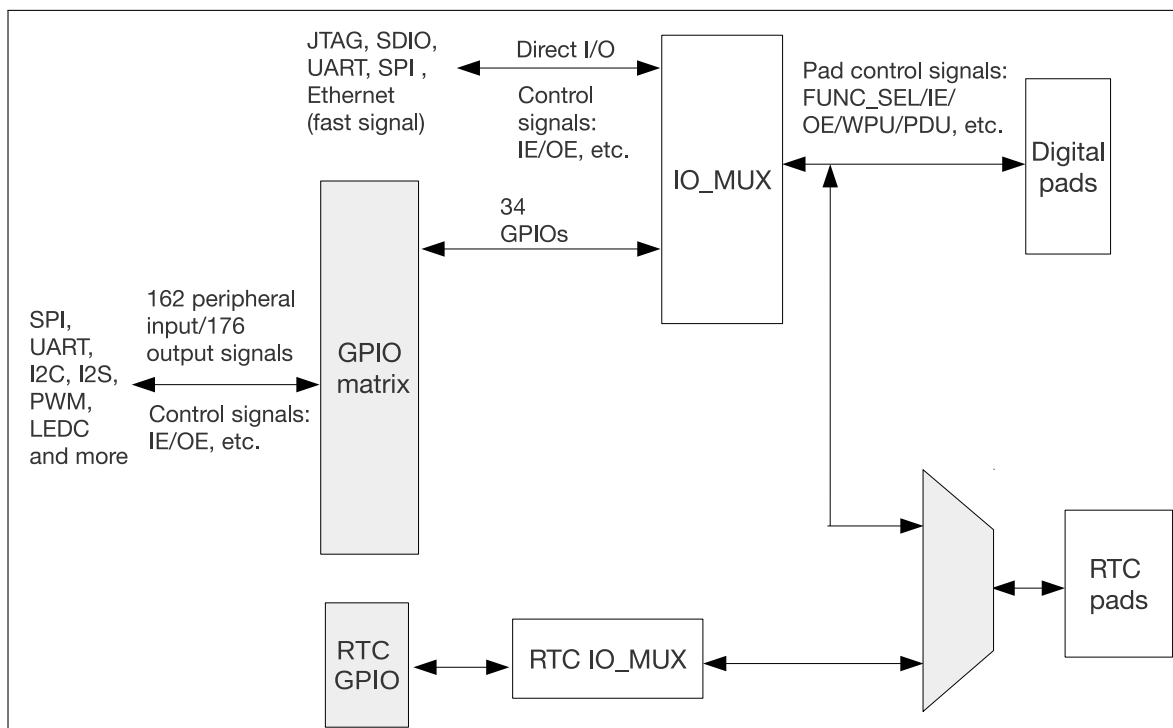 JTAG, SDIO,
UART, SPI ,
Ethernet
(fast signal)
Direct I/O
Control
signals:
IE/OE, etc.
IO_MUX
Pad control signals:
FUNC_SEL/IE/
OE/WPU/PDU, etc.
Digital
pads
34
GPIOs
SPI,
UART,
I2C, I2S,
PWM,
LEDC
and more
162 peripheral
input/176
output signals
Control signals:
IE/OE, etc.
GPIO
matrix
RTC
GPIO
RTC IO_MUX
RTC
pads